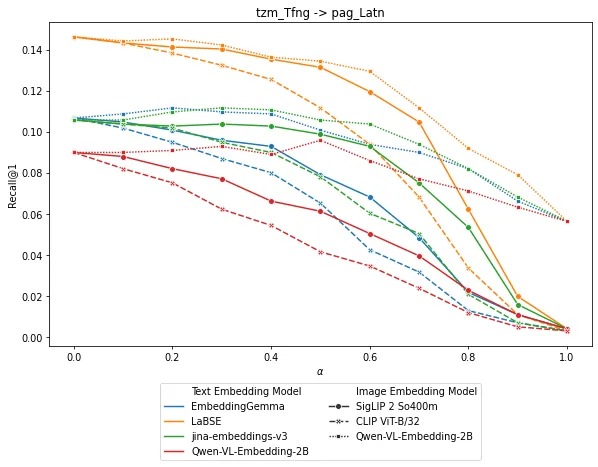 tzm_Tfng -> pag_Latn
Recall@1
0.14
0.12
0.10
0.08
0.06
0.04
0.02
0.00
0.0 0.2 0.4 0.6 0.8 1.0
α
Text Embedding Model
EmbeddingGemma
LaBSE
jina-embeddings-v3
Qwen-VL-Embedding-2B
Image Embedding Model
SigLIP 2 So400m
CLIP ViT-B/32
Qwen-VL-Embedding-2B